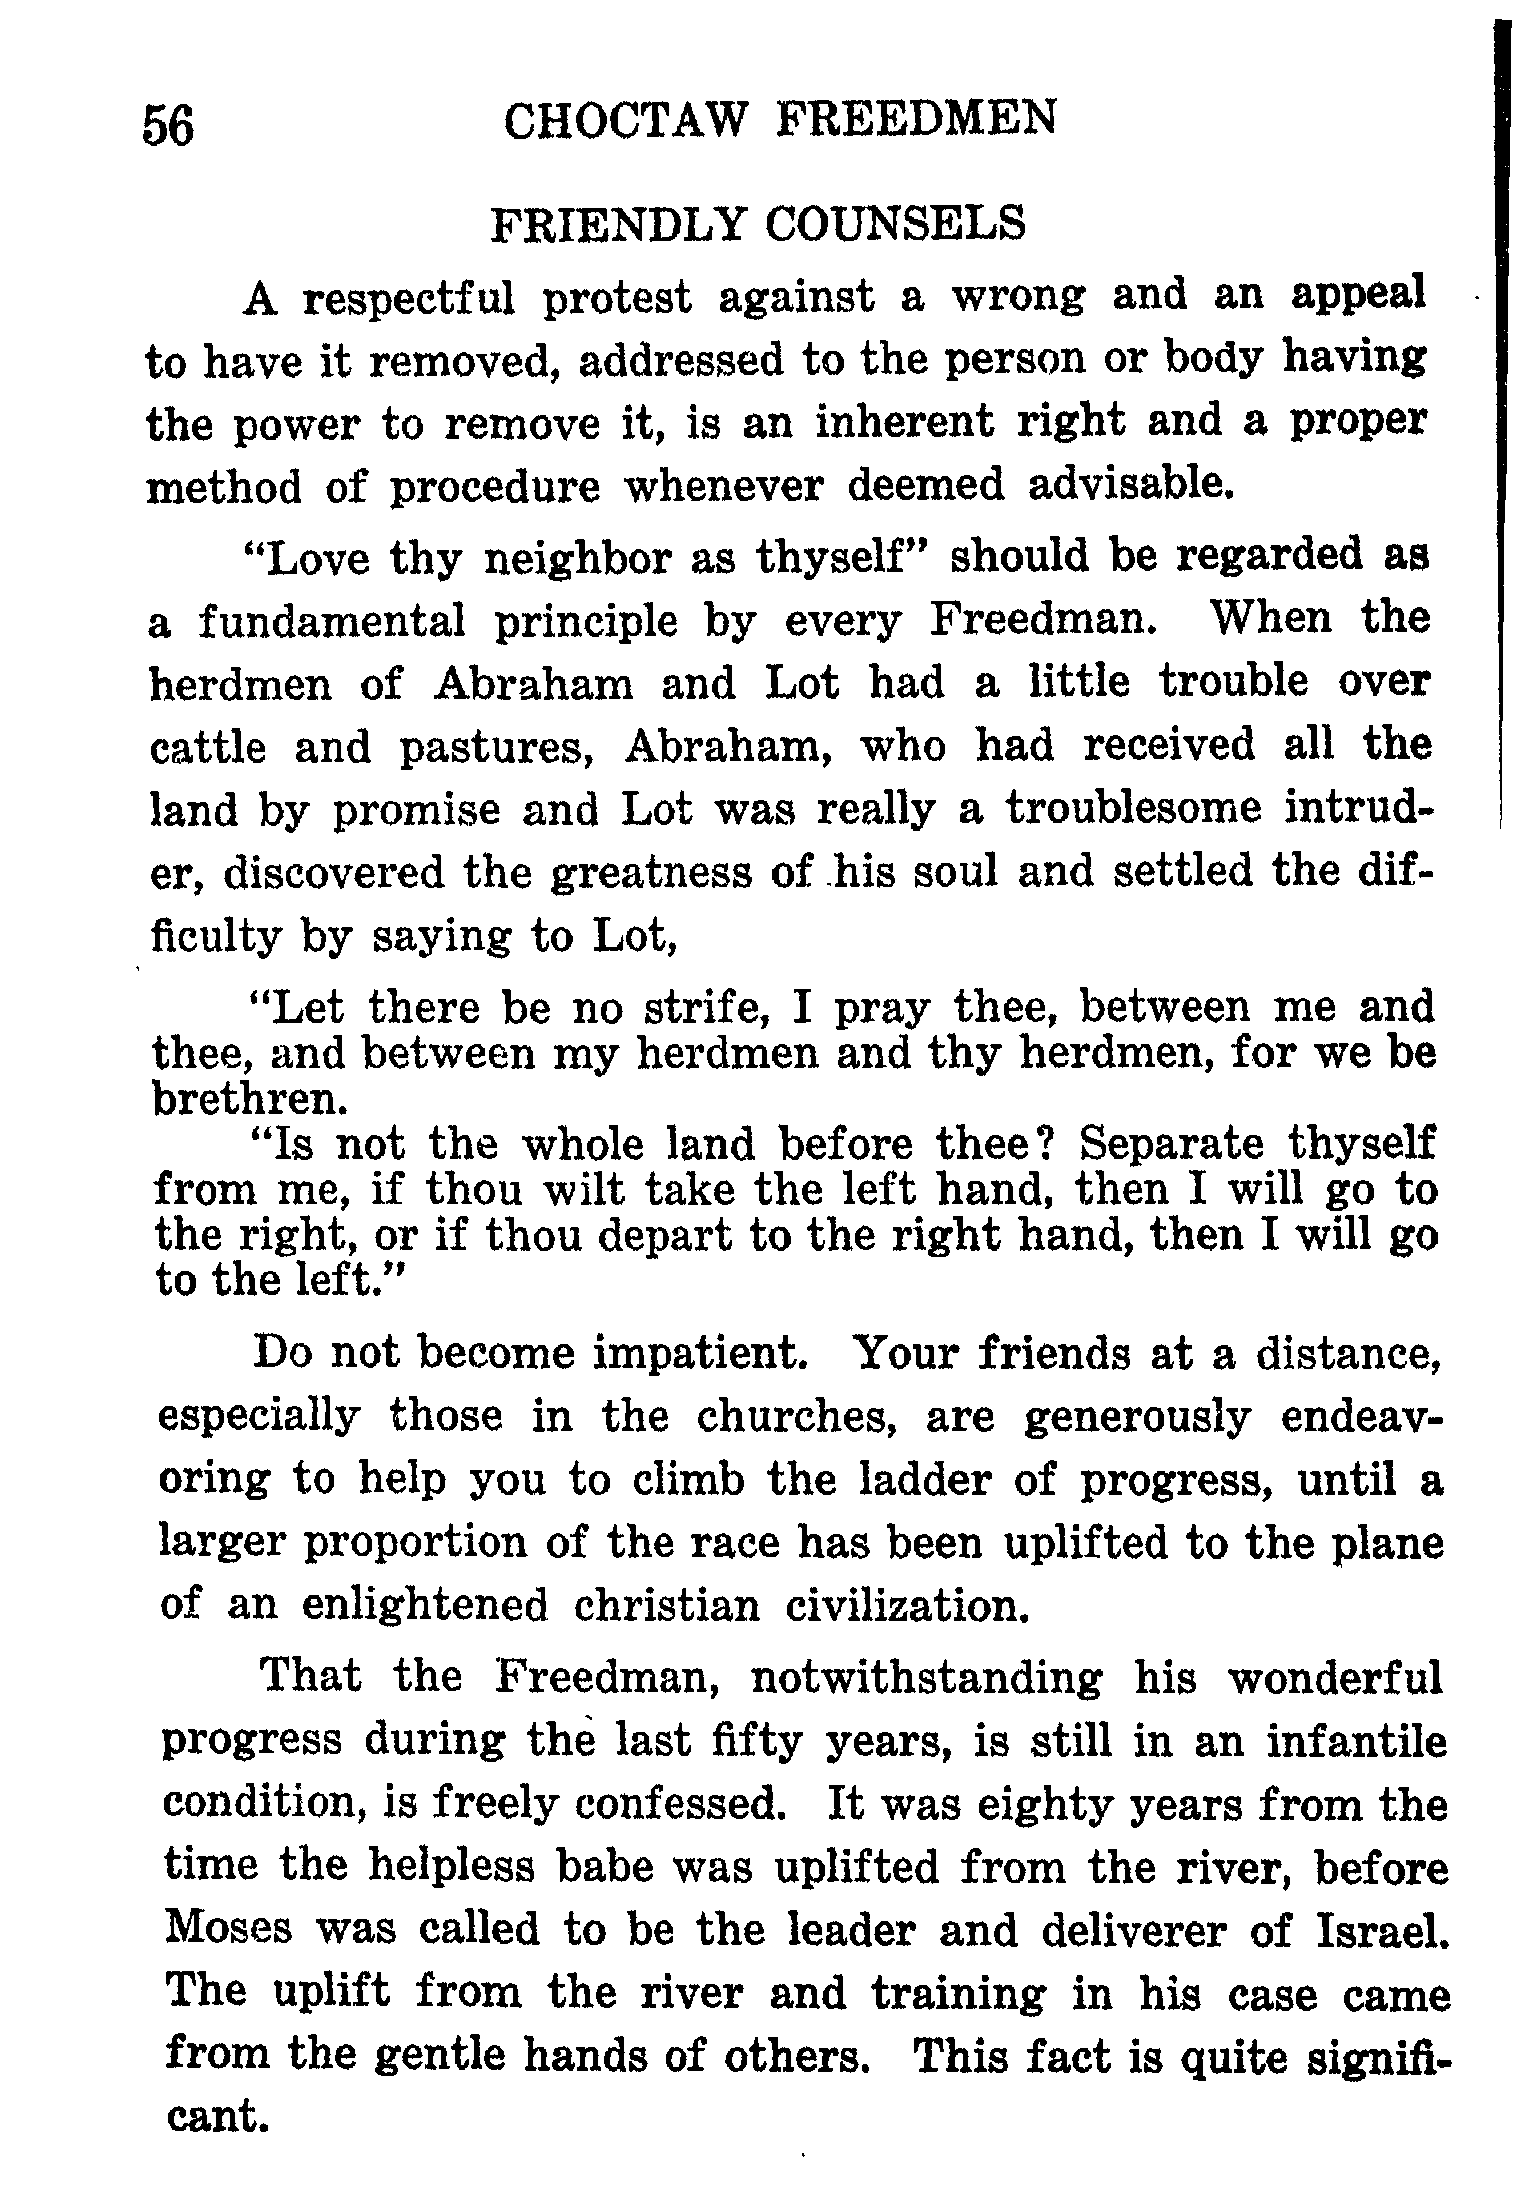 56 CHOCTAW FREEDMEN
FRIENDLY COUNSELS
A respectful protest against a wrong and an appeal
to have it removed, addressed to the person or body having
the power to remove it, is an inherent right and a proper
method of procedure whenever deemed advisable.
“Love thy neighbor as thyself” should be regarded as
a fundamental principle by every Freedman. When the
herdmen of Abraham and Lot had a little trouble over
cattle and pastures, Abraham, who had received all the
land by promise and Lot was really a troublesome intrud-
er, discovered the greatness of his soul and settled the dif-
ficulty by saying to Lot,
“Let there be no strife, I pray thee, between me and
thee, and between my herdmen and thy herdmen, for we be
brethren.
“Is not the whole land before thee? Separate thyself
from me, if thou wilt take the left hand, then I will go to
the right, or if thou depart to the right hand, then I will go
to the left.”
Do not become impatient. Your friends at a distance,
especially those in the churches, are generously endeav-
oring to help you to climb the ladder of progress, until a
larger proportion of the race has been uplifted to the plane
of an enlightened christian civilization.
That the Freedman, notwithstanding his wonderful
progress during the last fifty years, is still in an infantile
condition, is freely confessed. It was eighty years from the
time the helpless babe was uplifted from the river, before
Moses was called to be the leader and deliverer of Israel.
The uplift from the river and training in his case came
from the gentle hands of others. This fact is quite signifi-
cant.